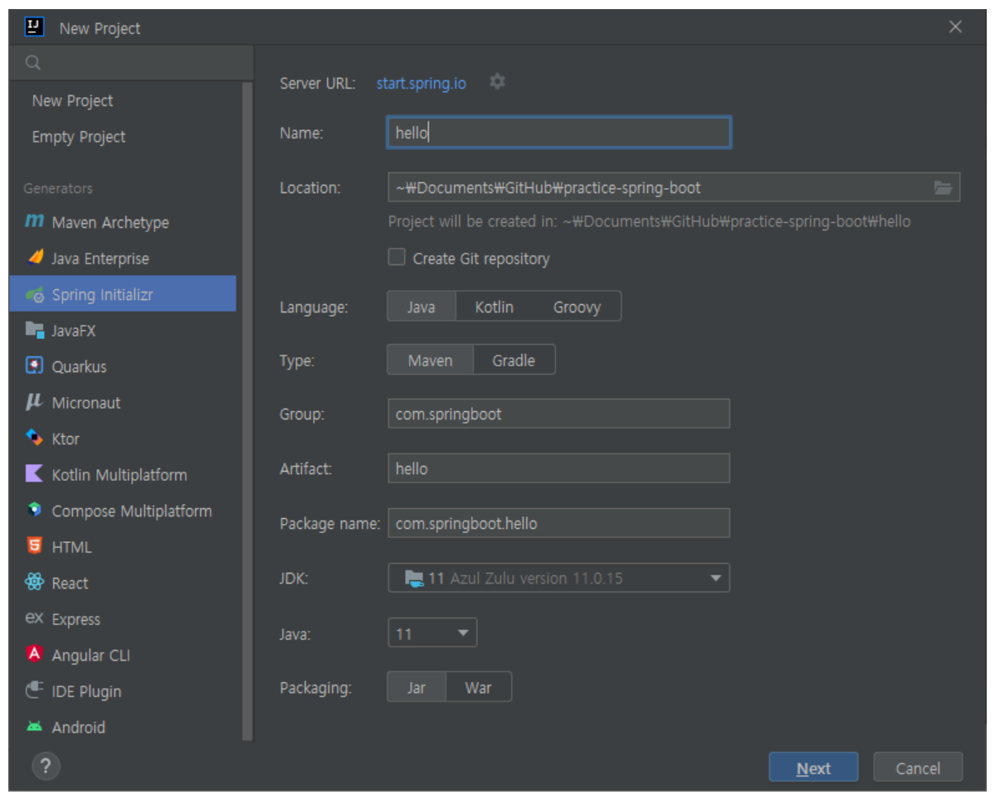 New Project
New Project
Empty Project
Generators
Maven Archetype
Java Enterprise
Spring Initializr
JavaFX
Quarkus
Micronaut
Ktor
Kotlin Multiplatform
Compose Multiplatform
HTML
React
ex Express
Angular CLI
IDE Plugin
Android
Server URL: start.spring.io
Name: hello
Location: ~₩Documents₩GitHub₩practice-spring-boot
Project will be created in: ~₩Documents₩GitHub₩practice-spring-boot₩hello
Create Git repository
Language: Java Kotlin Groovy
Type: Maven Gradle
Group: com.springboot
Artifact: hello
Package name: com.springboot.hello
JDK: 11 Azul Zulu version 11.0.15
Java: 11
Packaging: Jar War
? Next Cancel